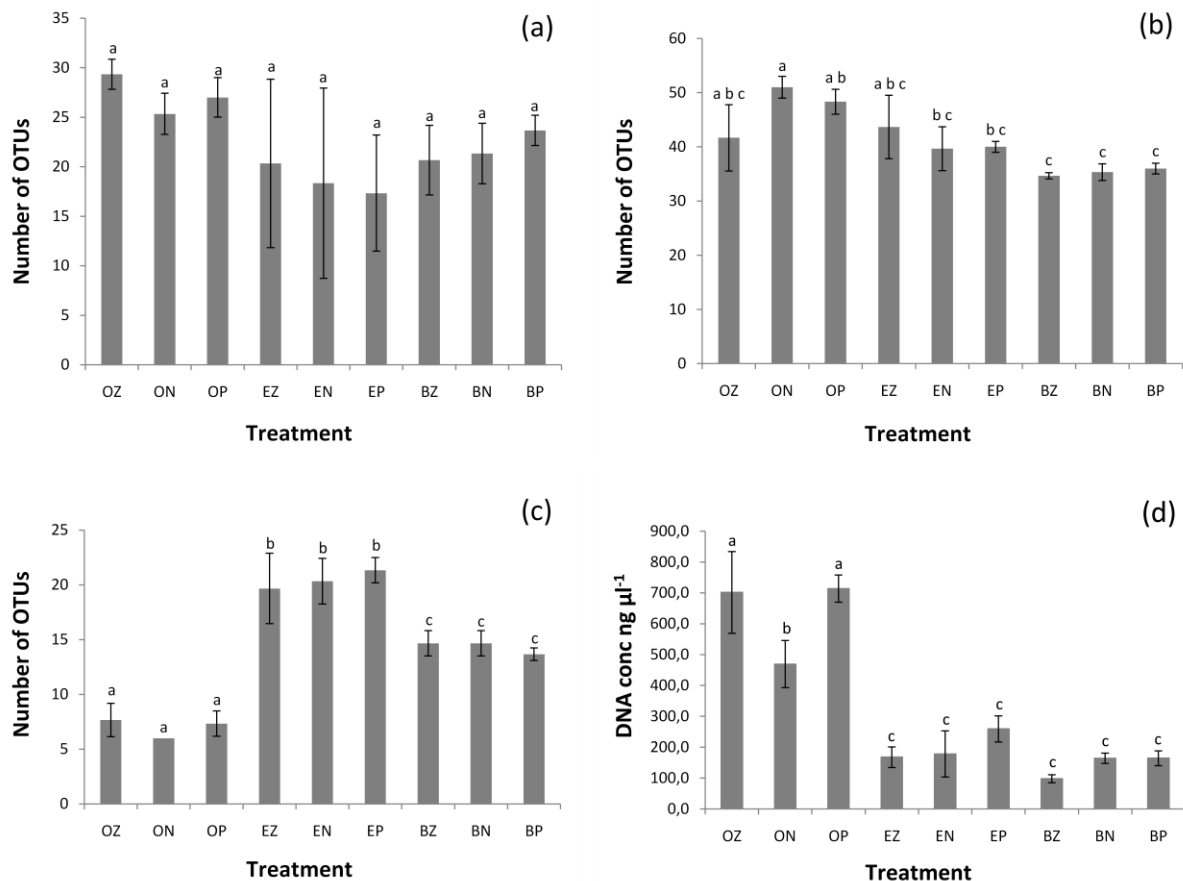 (a)
35
30
25
20
15
10
5
0
Number of OTUs
a a a a a a a a a
OZ ON OP EZ EN EP BZ BN BP
Treatment
(b)
60
50
40
30
20
10
0
Number of OTUs
a b c a a b a b c b c b c c c c
OZ ON OP EZ EN EP BZ BN BP
Treatment
(c)
25
20
15
10
5
0
Number of OTUs
a a a b b b c c c
OZ ON OP EZ EN EP BZ BN BP
Treatment
(d)
900,0
800,0
700,0
600,0
500,0
400,0
300,0
200,0
100,0
0,0
DNA conc ng µl⁻¹
a b a c c c c c c
OZ ON OP EZ EN EP BZ BN BP
Treatment